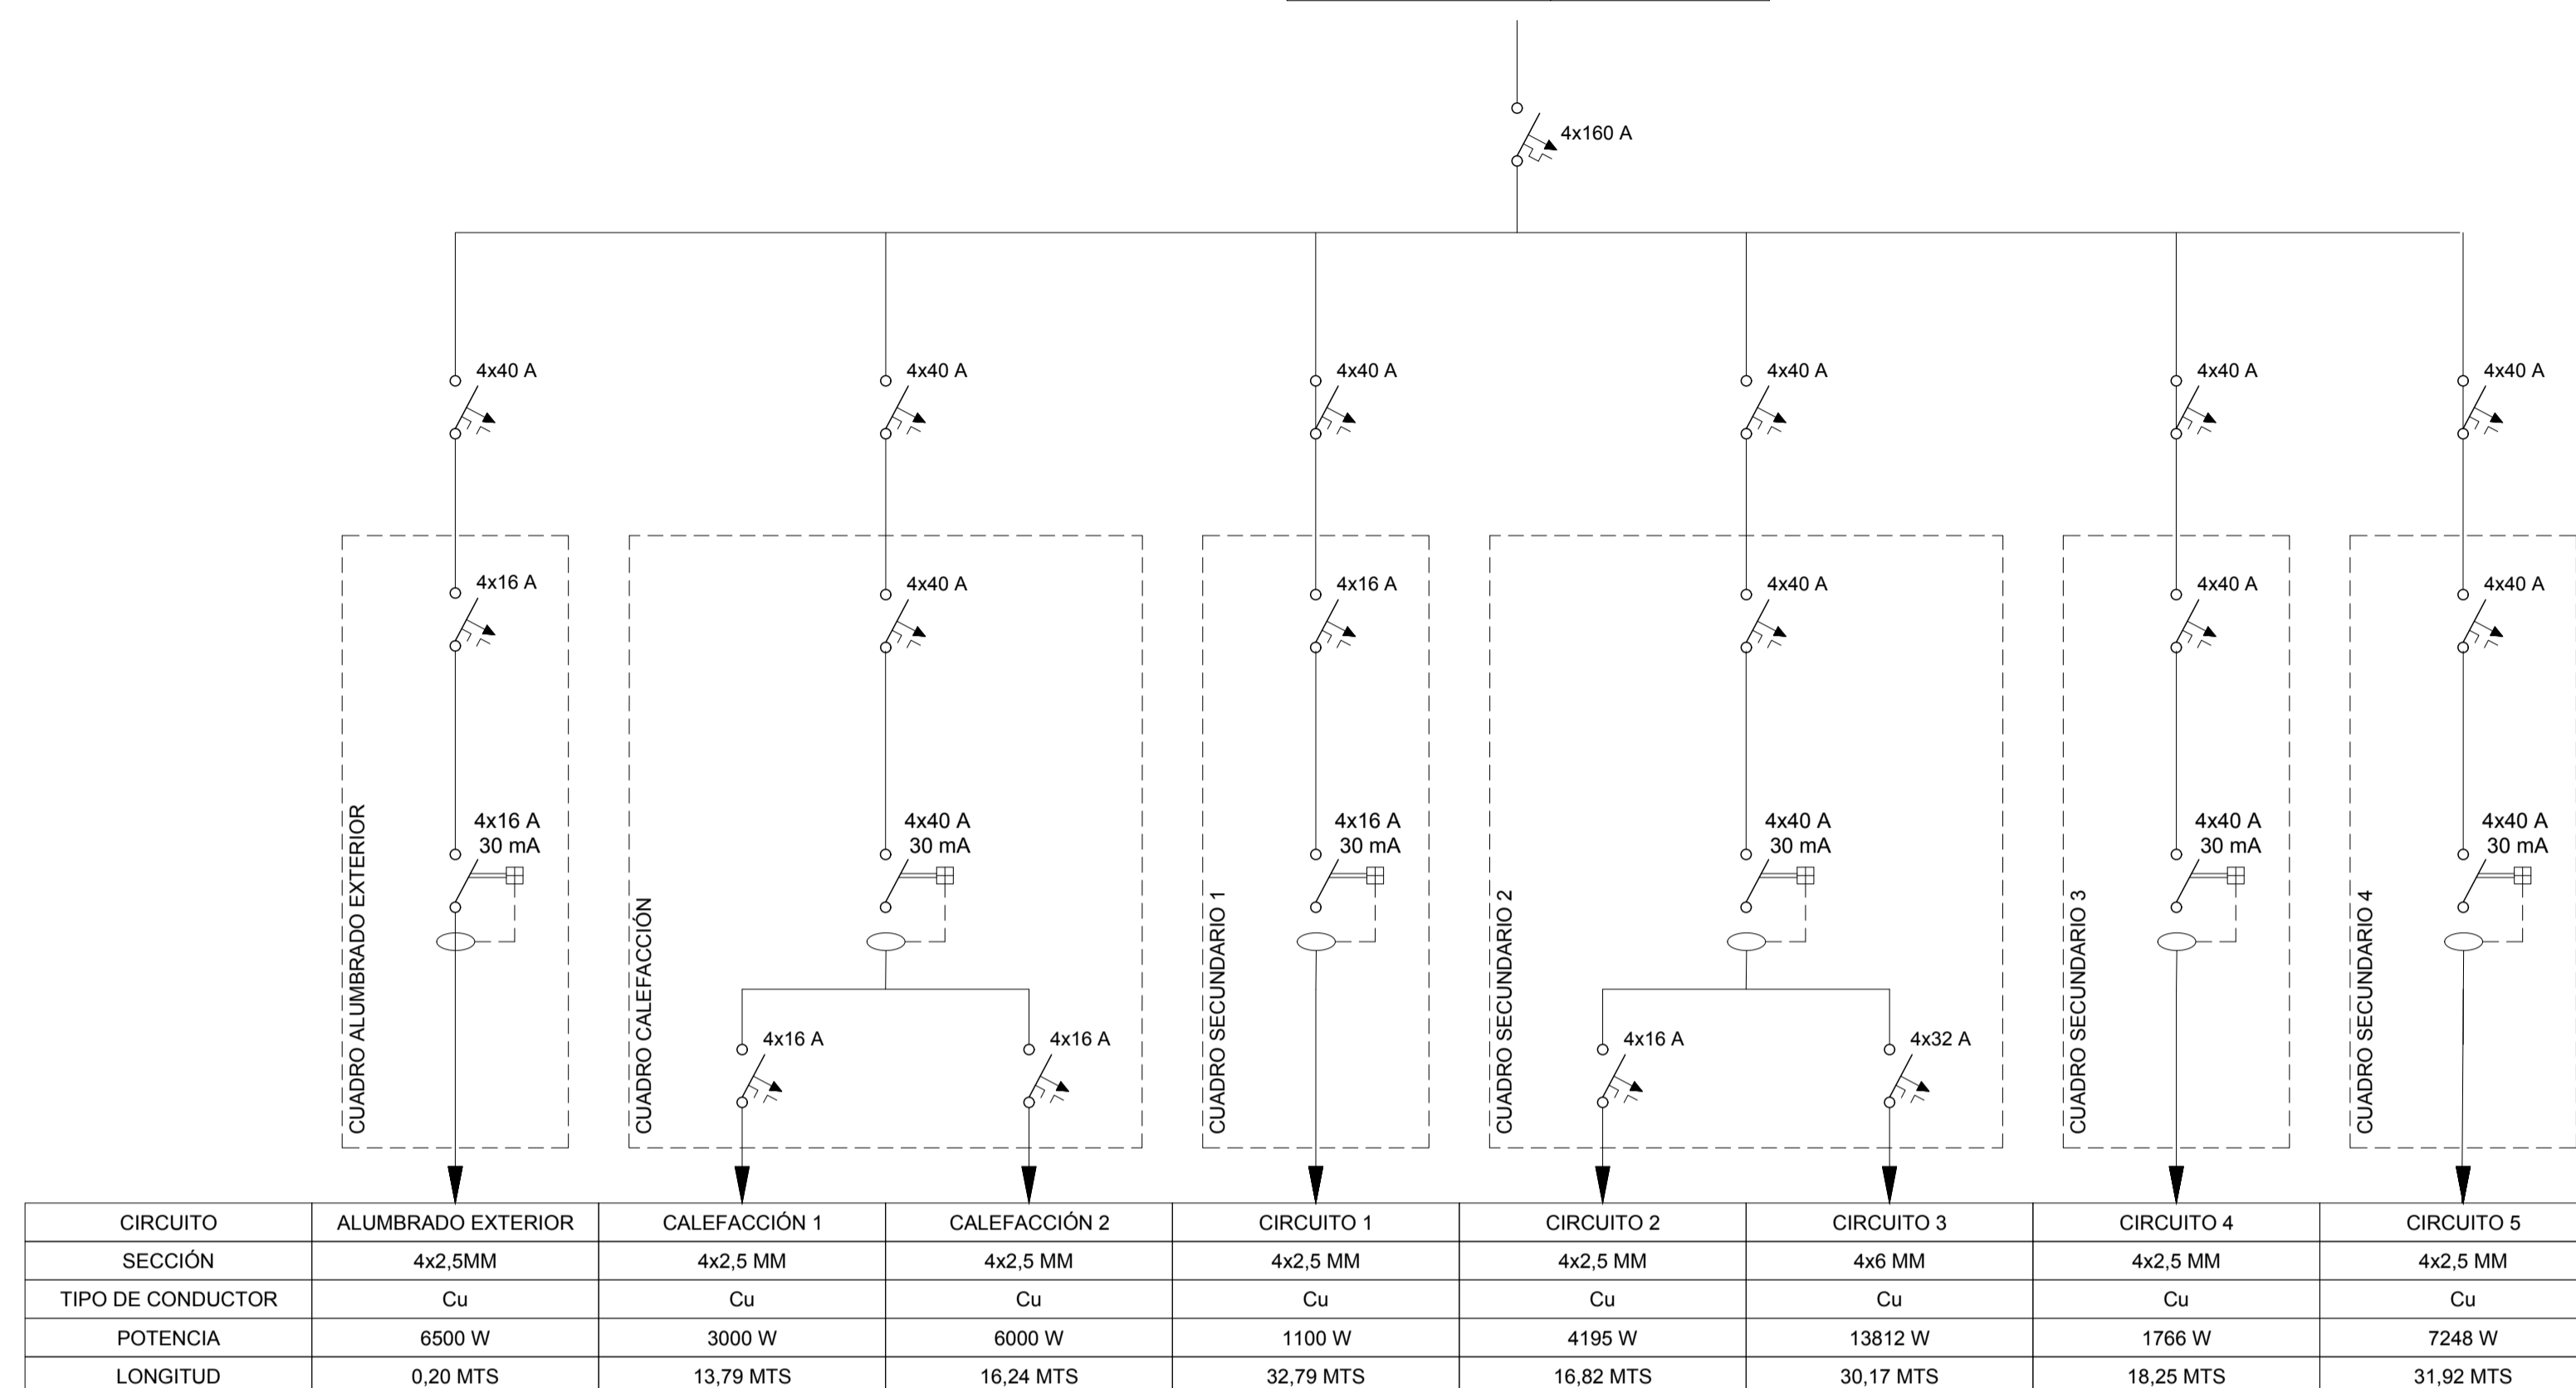 4x160 A
4x40 A 4x40 A 4x40 A 4x40 A 4x40 A 4x40 A
4x16 A 4x40 A 4x16 A 4x40 A 4x40 A 4x40 A
4x16 A 4x40 A 4x16 A 4x40 A 4x40 A 4x40 A
30 mA 30 mA 30 mA 30 mA 30 mA 30 mA
CUADRO ALUMBRADO EXTERIOR
CUADRO CALEFACCIÓN
CUADRO SECUNDARIO 1
CUADRO SECUNDARIO 2
CUADRO SECUNDARIO 3
CUADRO SECUNDARIO 4
4x16 A 4x16 A 4x16 A 4x32 A
CIRCUITO ALUMBRADO EXTERIOR CALEFACCIÓN 1 CALEFACCIÓN 2 CIRCUITO 1 CIRCUITO 2 CIRCUITO 3 CIRCUITO 4 CIRCUITO 5
SECCIÓN 4x2,5MM 4x2,5 MM 4x2,5 MM 4x2,5 MM 4x2,5 MM 4x6 MM 4x2,5 MM 4x2,5 MM
TIPO DE CONDUCTOR Cu Cu Cu Cu Cu Cu Cu Cu
POTENCIA 6500 W 3000 W 6000 W 1100 W 4195 W 13812 W 1766 W 7248 W
LONGITUD 0,20 MTS 13,79 MTS 16,24 MTS 32,79 MTS 16,82 MTS 30,17 MTS 18,25 MTS 31,92 MTS